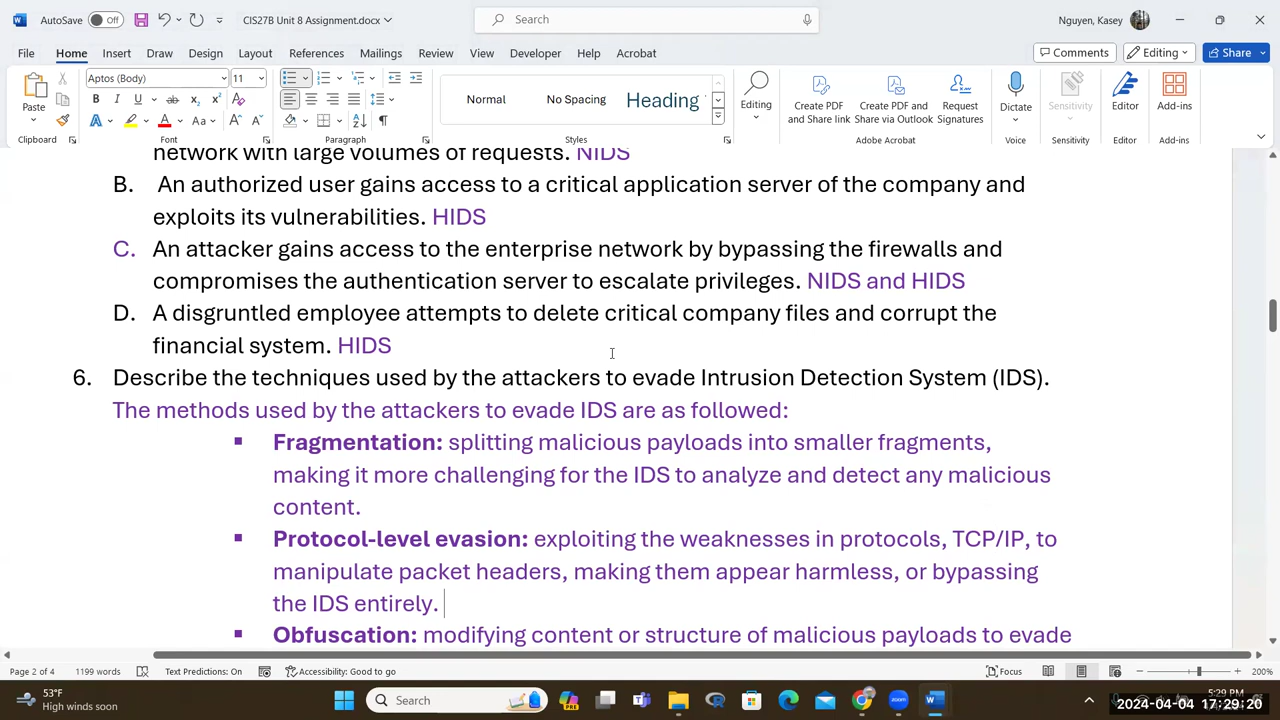 AutoSave Off CIS27B Unit 8 Assignment.docx Search Nguyen, Kasey
File Home Insert Draw Design Layout References Mailings Review View Developer Help Acrobat Comments Editing Share
Aptos (Body) 11
Paste B I U ab x₂ x² Normal No Spacing Heading Editing Create PDF and Share link Create PDF and Share via Outlook Request Signatures Dictate Sensitivity Editor Add-ins
A A Aa A A
Clipboard Font Paragraph Styles Adobe Acrobat Voice Sensitivity Editor Add-ins
network with large volumes of requests. NIDS
B. An authorized user gains access to a critical application server of the company and
exploits its vulnerabilities. HIDS
C. An attacker gains access to the enterprise network by bypassing the firewalls and
compromises the authentication server to escalate privileges. NIDS and HIDS
D. A disgruntled employee attempts to delete critical company files and corrupt the
financial system. HIDS
6. Describe the techniques used by the attackers to evade Intrusion Detection System (IDS).
The methods used by the attackers to evade IDS are as followed:
▪ Fragmentation: splitting malicious payloads into smaller fragments,
making it more challenging for the IDS to analyze and detect any malicious
content.
▪ Protocol-level evasion: exploiting the weaknesses in protocols, TCP/IP, to
manipulate packet headers, making them appear harmless, or bypassing
the IDS entirely.
▪ Obfuscation: modifying content or structure of malicious payloads to evade
Page 2 of 4 1199 words Text Predictions: On Accessibility: Good to go Focus 200%
53°F
High winds soon
Search
5:29 PM
2024-04-04 17:29:20